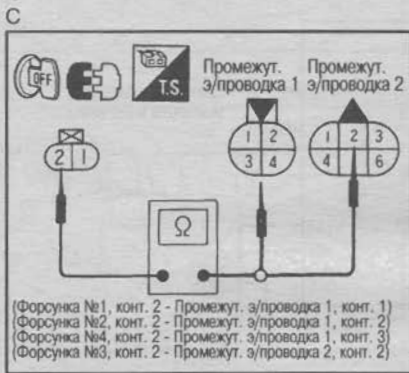 C
OFF
T.S.
Промежут. э/проводка 1
Промежут. э/проводка 2
2 1
1 2
3 4
1 2 3
4 6
Ω
(Форсунка №1, конт. 2 - Промежут. э/проводка 1, конт. 1)
(Форсунка №2, конт. 2 - Промежут. э/проводка 1, конт. 2)
(Форсунка №4, конт. 2 - Промежут. э/проводка 1, конт. 3)
(Форсунка №3, конт. 2 - Промежут. э/проводка 2, конт. 2)